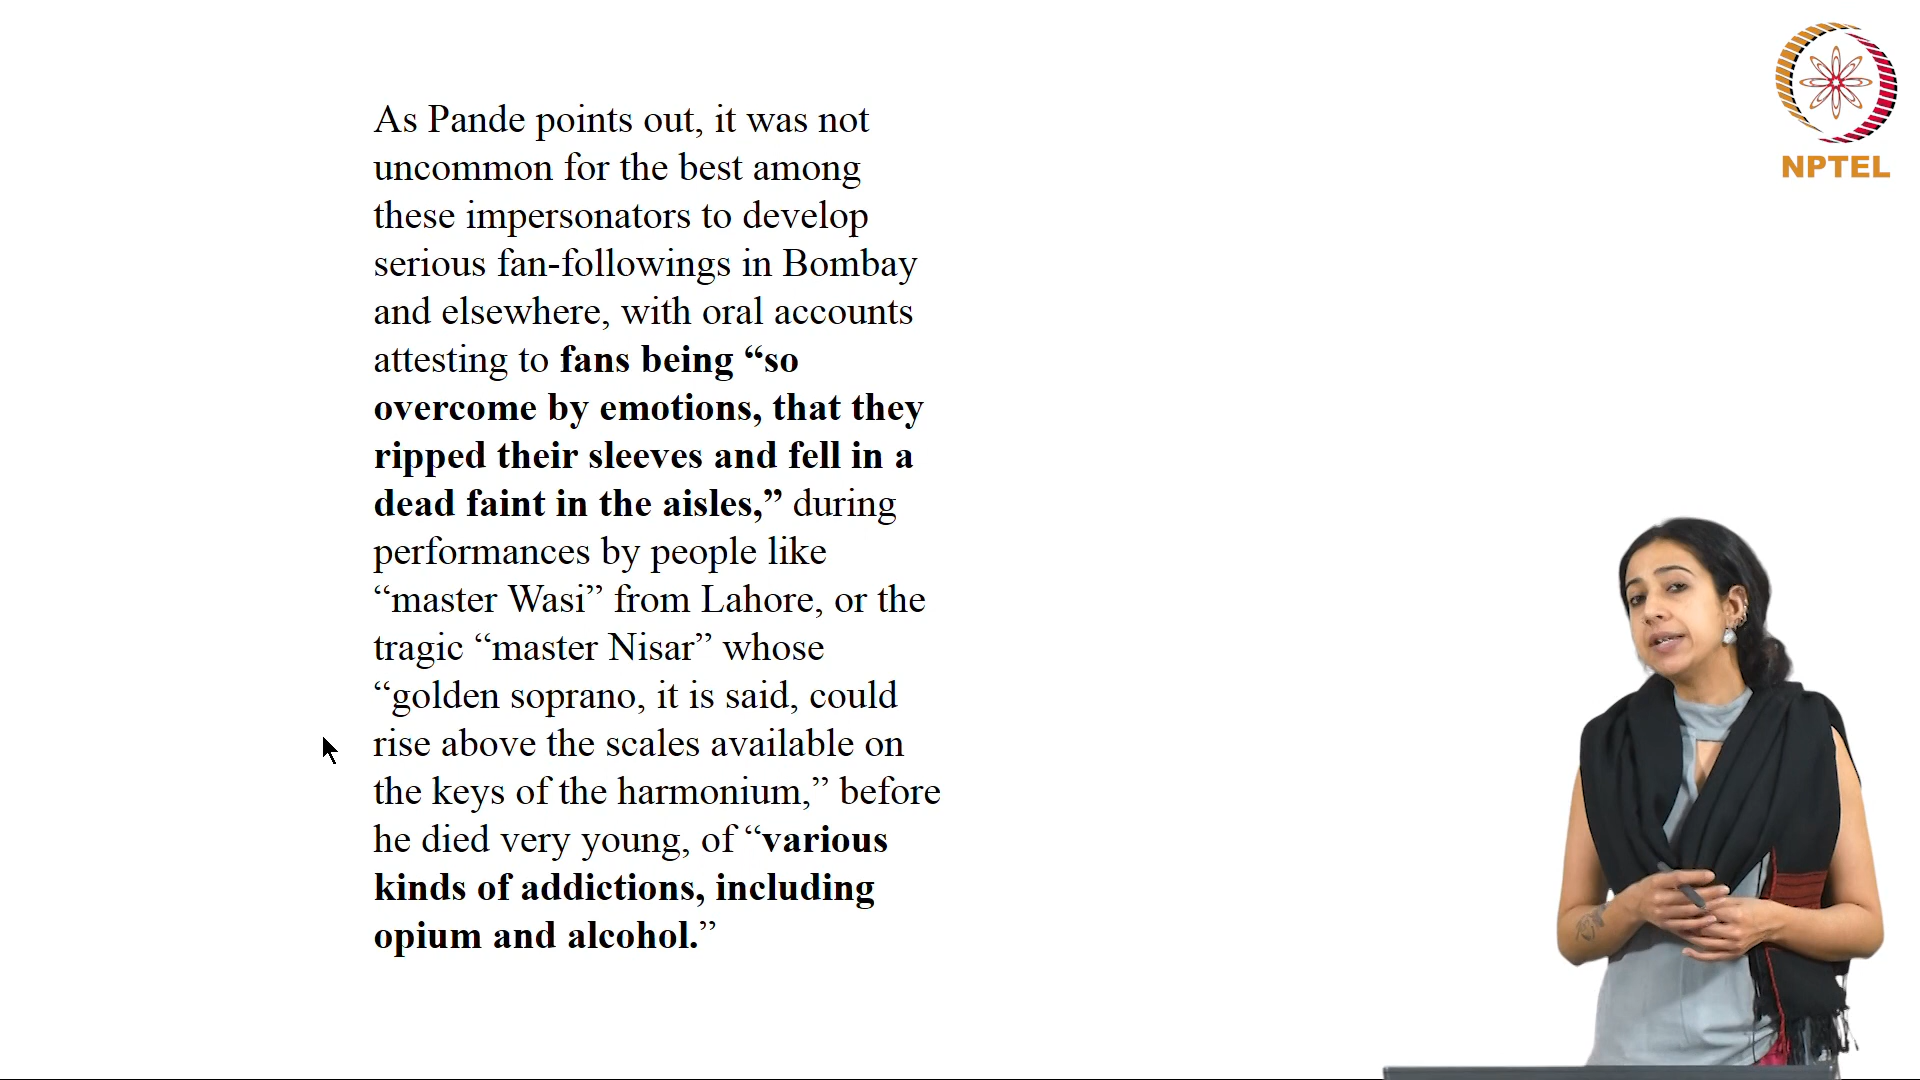 As Pande points out, it was not
uncommon for the best among
these impersonators to develop
serious fan-followings in Bombay
and elsewhere, with oral accounts
attesting to fans being “so
overcome by emotions, that they
ripped their sleeves and fell in a
dead faint in the aisles,” during
performances by people like
“master Wasi” from Lahore, or the
tragic “master Nisar” whose
“golden soprano, it is said, could
rise above the scales available on
the keys of the harmonium,” before
he died very young, of “various
kinds of addictions, including
opium and alcohol.”
NPTEL